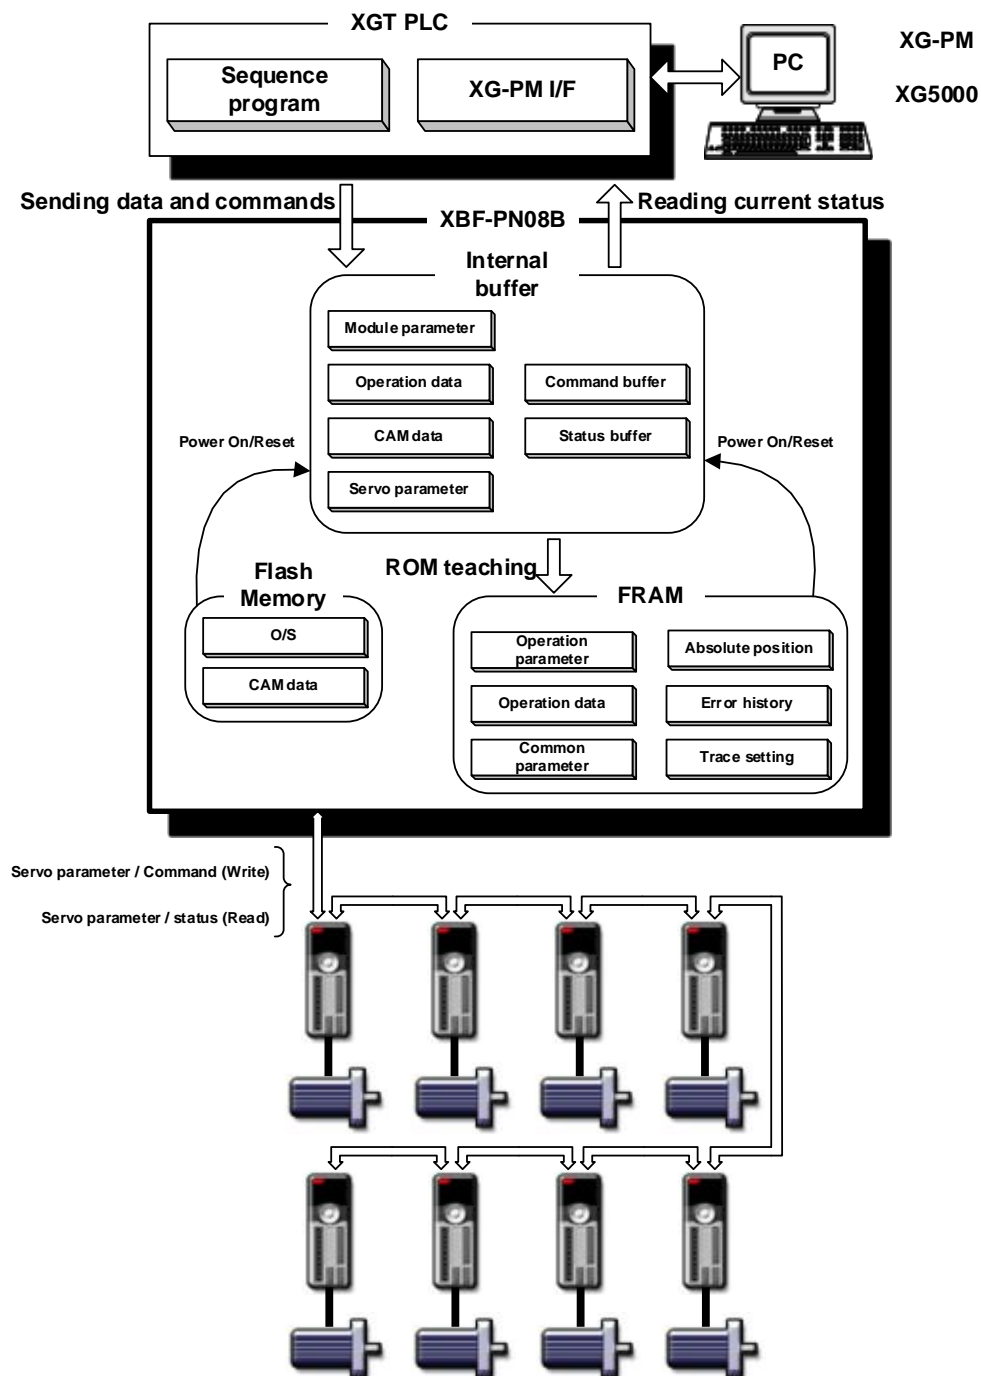 XGT PLC
Sequence
program
XG-PM I/F
PC
XG-PM
XG5000
Sending data and commands
Reading current status
XBF-PN08B
Internal
buffer
Module parameter
Operation data
Command buffer
CAM data
Status buffer
Servo parameter
Power On/Reset
Power On/Reset
ROM teaching
Flash
Memory
O/S
CAM data
FRAM
Operation
parameter
Absolute position
Operation data
Error history
Common
parameter
Trace setting
Servo parameter / Command (Write)
Servo parameter / status (Read)